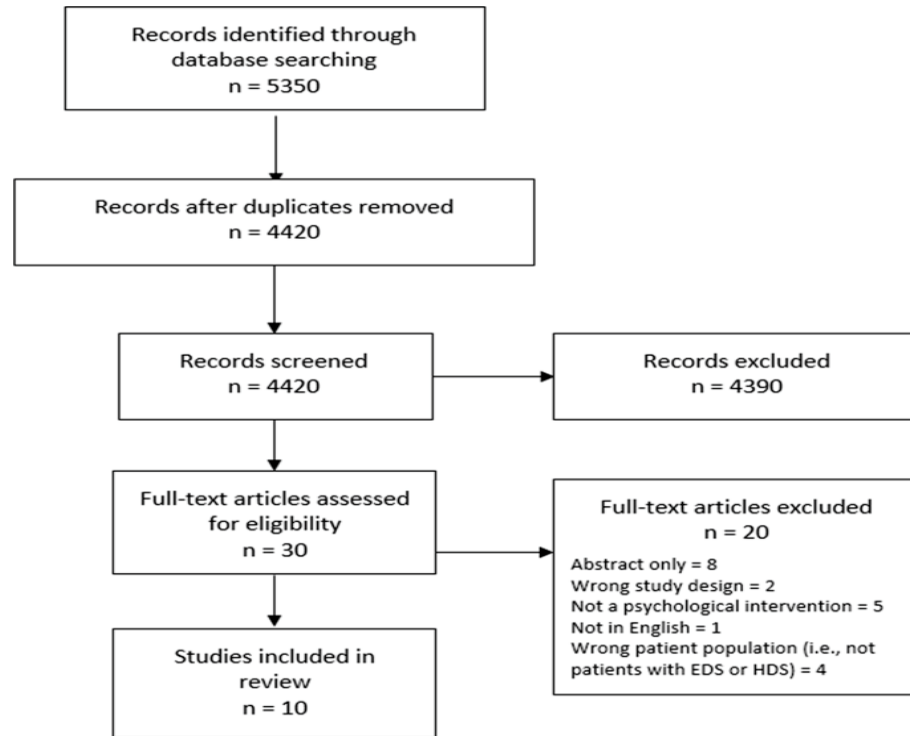 Records identified through
database searching
n = 5350
Records after duplicates removed
n = 4420
Records screened
n = 4420
Records excluded
n = 4390
Full-text articles assessed
for eligibility
n = 30
Full-text articles excluded
n = 20
Abstract only = 8
Wrong study design = 2
Not a psychological intervention = 5
Not in English = 1
Wrong patient population (i.e., not
patients with EDS or HDS) = 4
Studies included in
review
n = 10